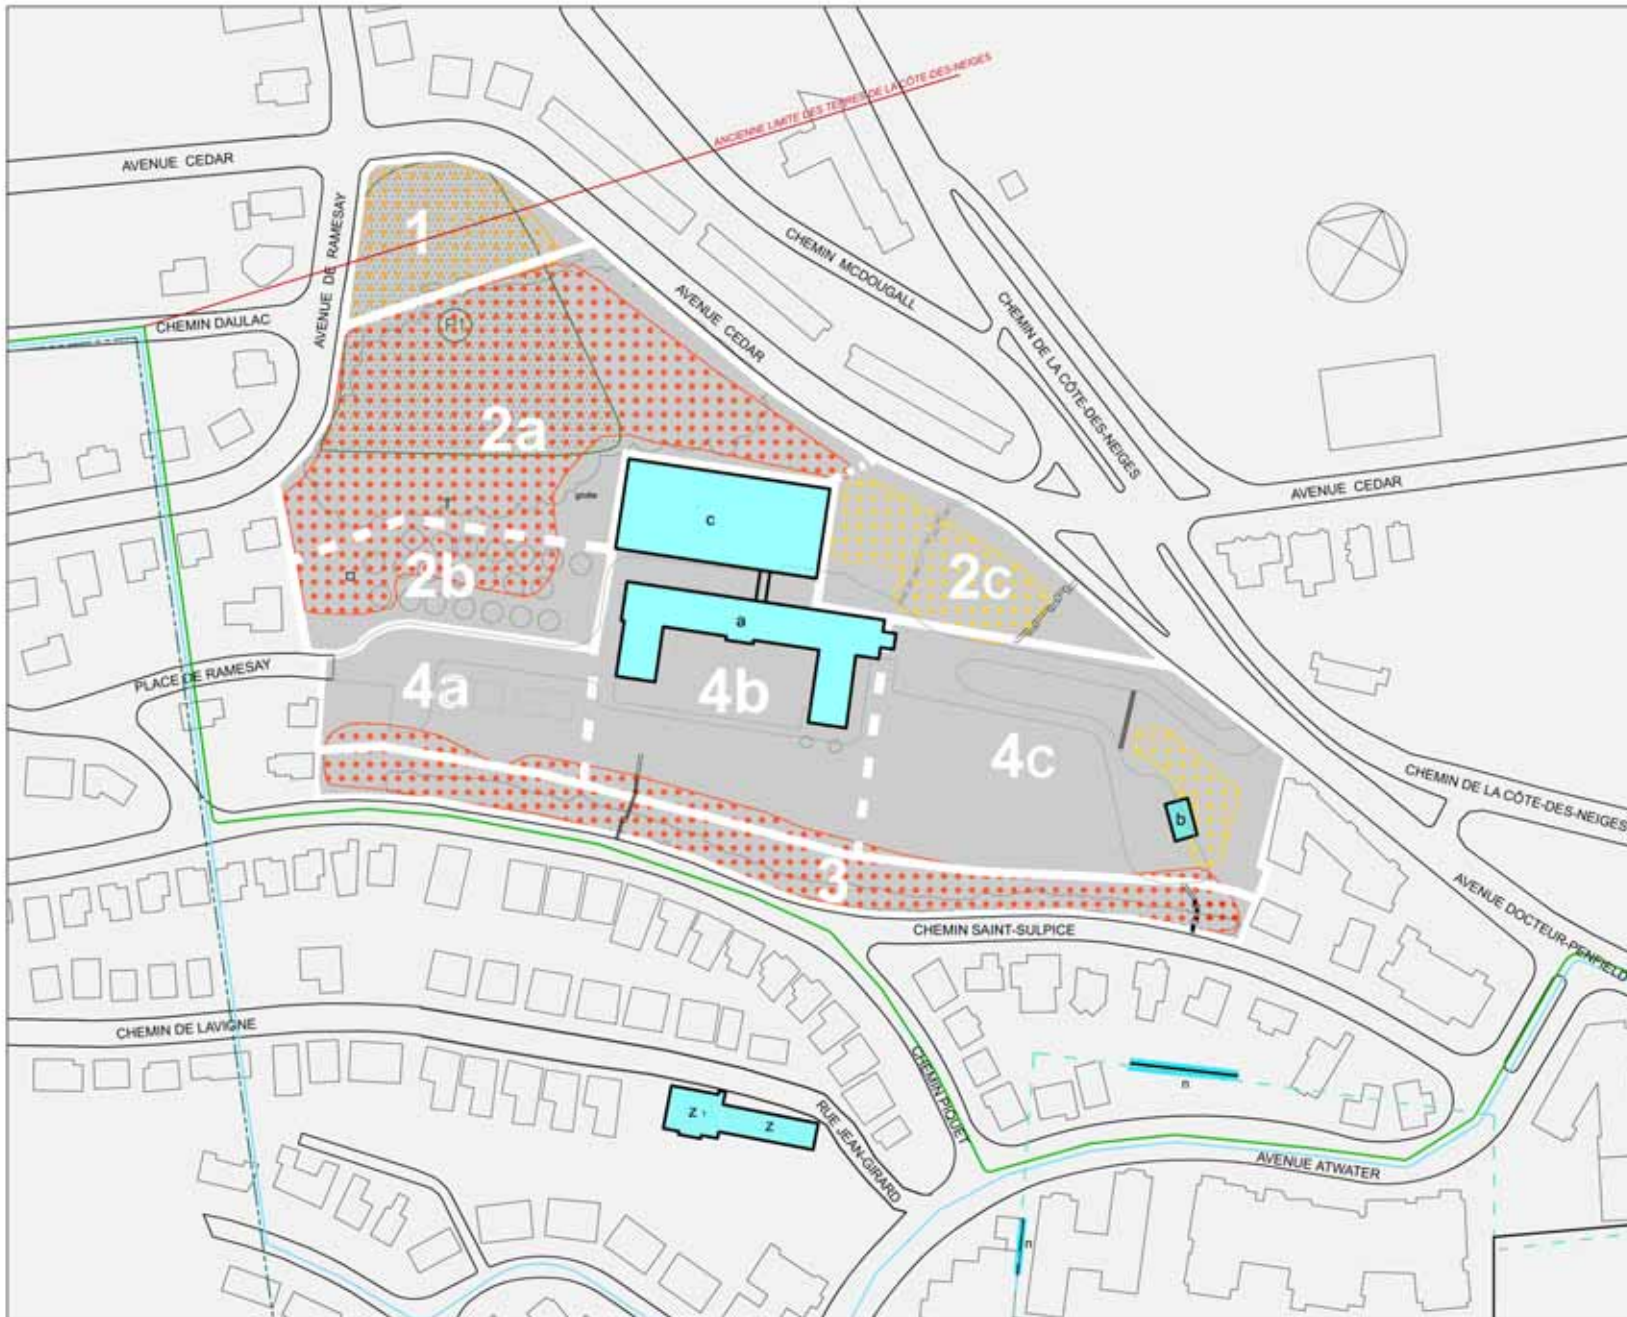 ANCIENNE LIMITE DES TERRES DE LA CÔTE-DES-NEIGES
AVENUE CEDAR
AVENUE DE RAMESAY
1
CHEMIN MCDOUGALL
CHEMIN DAULAC
AVENUE CEDAR
CHEMIN DE LA CÔTE-DES-NEIGES
P1
2a
AVENUE CEDAR
f
grotte
c
2b
2c
a
PLACE DE RAMESAY
4a
4b
4c
CHEMIN DE LA CÔTE-DES-NEIGES
b
3
AVENUE DOCTEUR-PENFIELD
CHEMIN SAINT-SULPICE
CHEMIN DE LAVIGNE
CHEMIN PIQUET
n
z 1
z
RUE JEAN-GIRARD
AVENUE ATWATER
n